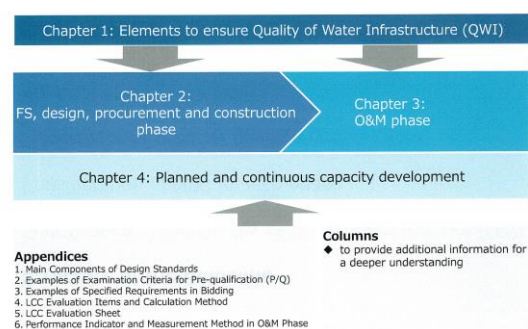 Chapter 1: Elements to ensure Quality of Water Infrastructure (QWI)
Chapter 2:
FS, design, procurement and construction
phase
Chapter 3:
O&M phase
Chapter 4: Planned and continuous capacity development
Appendices
1. Main Components of Design Standards
2. Examples of Examination Criteria for Pre-qualification (P/Q)
3. Examples of Specified Requirements in Bidding
4. LCC Evaluation Items and Calculation Method
5. LCC Evaluation Sheet
6. Performance Indicator and Measurement Method in O&M Phase
Columns
◆ to provide additional information for
a deeper understanding